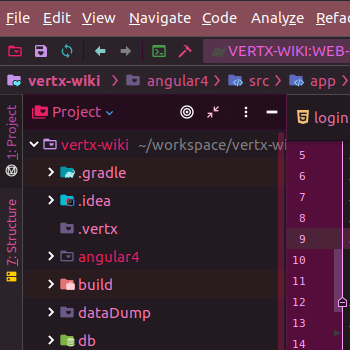 File Edit View Navigate Code Analyze
VERTX-WIKI:WEB-
vertx-wiki angular4 src app
1: Project
7: Structure
Project
login
vertx-wiki ~/workspace/vertx-wi
.gradle
.idea
.vertx
angular4
build
dataDump
db
5
6
7
8
9
10
11
12
13
14